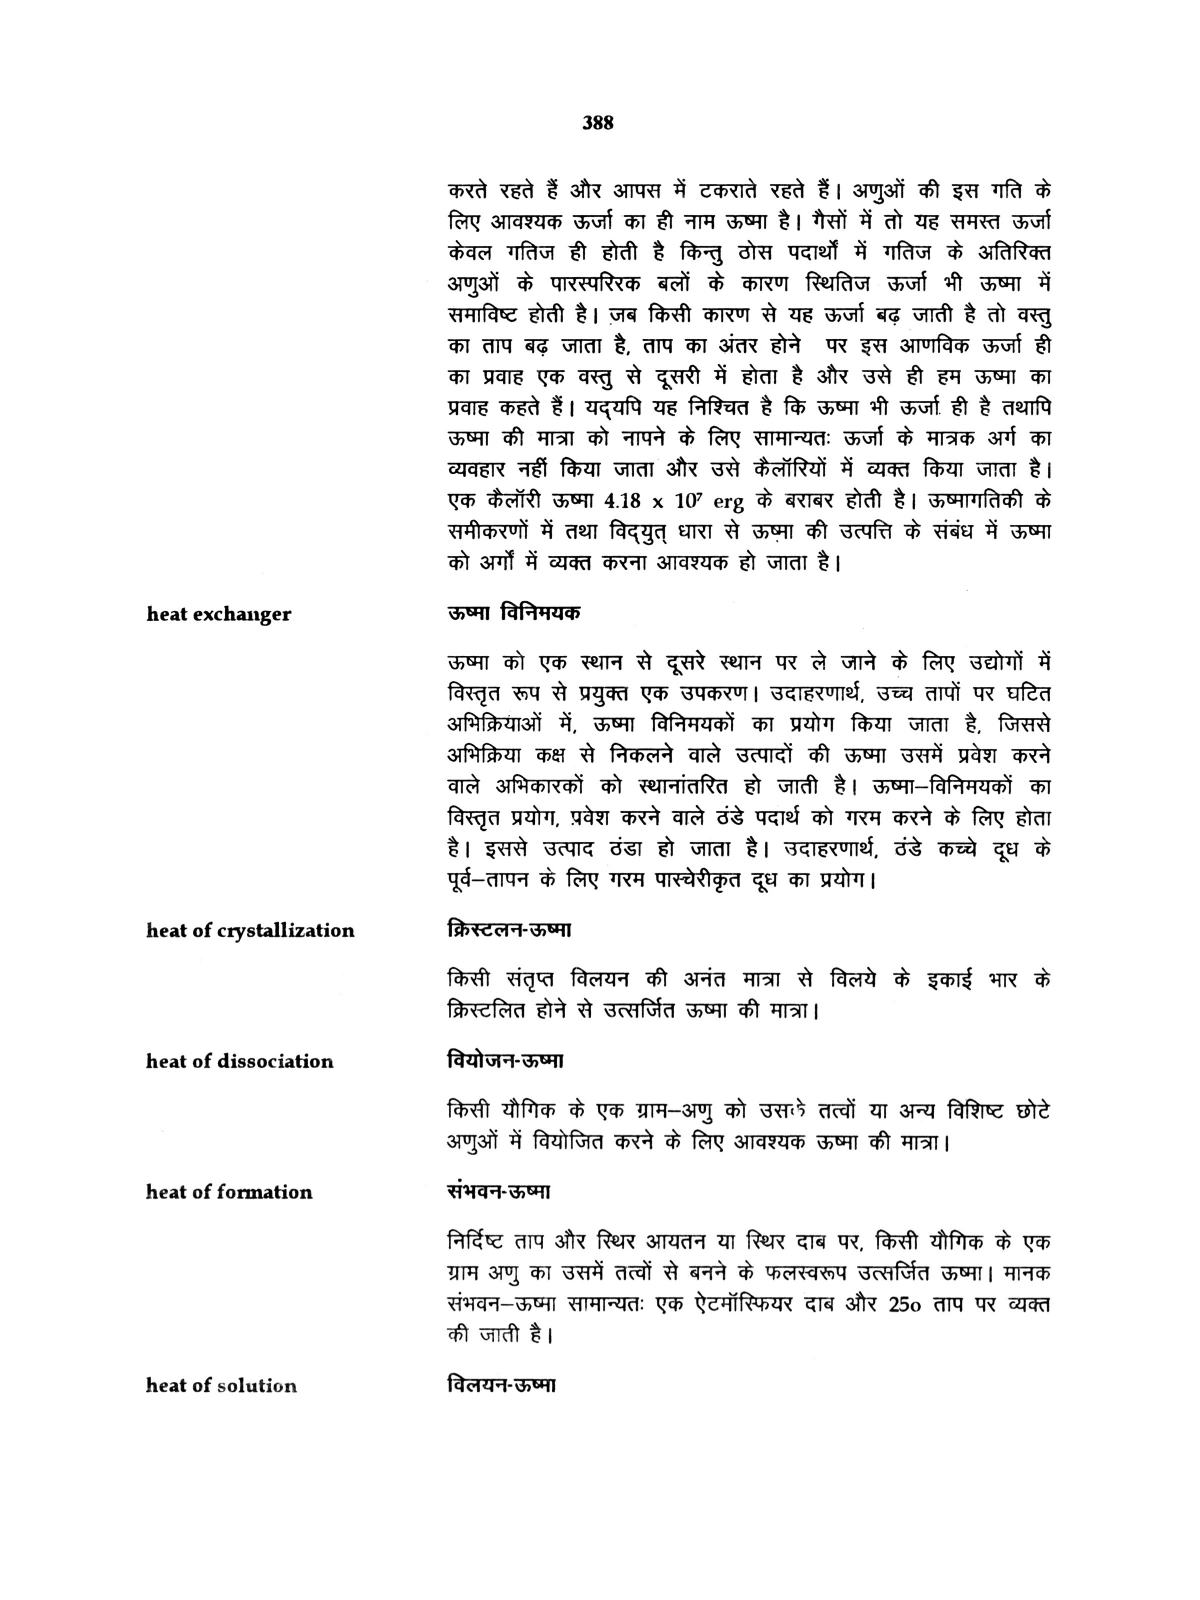 388
करते रहते हैं और आपस में टकराते रहते हैं। अणुओं की इस गति के
लिए आवश्यक ऊर्जा का ही नाम ऊष्मा है। गैसों में तो यह समस्त ऊर्जा
केवल गतिज ही होती है किन्तु ठोस पदार्थों में गतिज के अतिरिक्त
अणुओं के पारस्परिरक बलों के कारण स्थितिज ऊर्जा भी ऊष्मा में
समाविष्ट होती है। जब किसी कारण से यह ऊर्जा बढ़ जाती है तो वस्तु
का ताप बढ़ जाता है, ताप का अंतर होने पर इस आणविक ऊर्जा ही
का प्रवाह एक वस्तु से दूसरी में होता है और उसे ही हम ऊष्मा का
प्रवाह कहते हैं। यद्यपि यह निश्चित है कि ऊष्मा भी ऊर्जा ही है तथापि
ऊष्मा की मात्रा को नापने के लिए सामान्यतः ऊर्जा के मात्रक अर्ग का
व्यवहार नहीं किया जाता और उसे कैलॉरियों में व्यक्त किया जाता है।
एक कैलॉरी ऊष्मा 4.18 x 10⁷ erg के बराबर होती है। ऊष्मागतिकी के
समीकरणों में तथा विद्युत् धारा से ऊष्मा की उत्पत्ति के संबंध में ऊष्मा
को अर्गों में व्यक्त करना आवश्यक हो जाता है।
heat exchanger ऊष्मा विनिमयक
ऊष्मा को एक स्थान से दूसरे स्थान पर ले जाने के लिए उद्योगों में
विस्तृत रूप से प्रयुक्त एक उपकरण। उदाहरणार्थ, उच्च तापों पर घटित
अभिक्रियाओं में, ऊष्मा विनिमयकों का प्रयोग किया जाता है, जिससे
अभिक्रिया कक्ष से निकलने वाले उत्पादों की ऊष्मा उसमें प्रवेश करने
वाले अभिकारकों को स्थानांतरित हो जाती है। ऊष्मा–विनिमयकों का
विस्तृत प्रयोग, प्रवेश करने वाले ठंडे पदार्थ को गरम करने के लिए होता
है। इससे उत्पाद ठंडा हो जाता है। उदाहरणार्थ, ठंडे कच्चे दूध के
पूर्व–तापन के लिए गरम पास्चेरीकृत दूध का प्रयोग।
heat of crystallization क्रिस्टलन-ऊष्मा
किसी संतृप्त विलयन की अनंत मात्रा से विलये के इकाई भार के
क्रिस्टलित होने से उत्सर्जित ऊष्मा की मात्रा।
heat of dissociation वियोजन-ऊष्मा
किसी यौगिक के एक ग्राम–अणु को उसके तत्वों या अन्य विशिष्ट छोटे
अणुओं में वियोजित करने के लिए आवश्यक ऊष्मा की मात्रा।
heat of formation संभवन-ऊष्मा
निर्दिष्ट ताप और स्थिर आयतन या स्थिर दाब पर, किसी यौगिक के एक
ग्राम अणु का उसमें तत्वों से बनने के फलस्वरूप उत्सर्जित ऊष्मा। मानक
संभवन–ऊष्मा सामान्यतः एक ऐटमॉस्फियर दाब और 25o ताप पर व्यक्त
की जाती है।
heat of solution विलयन-ऊष्मा